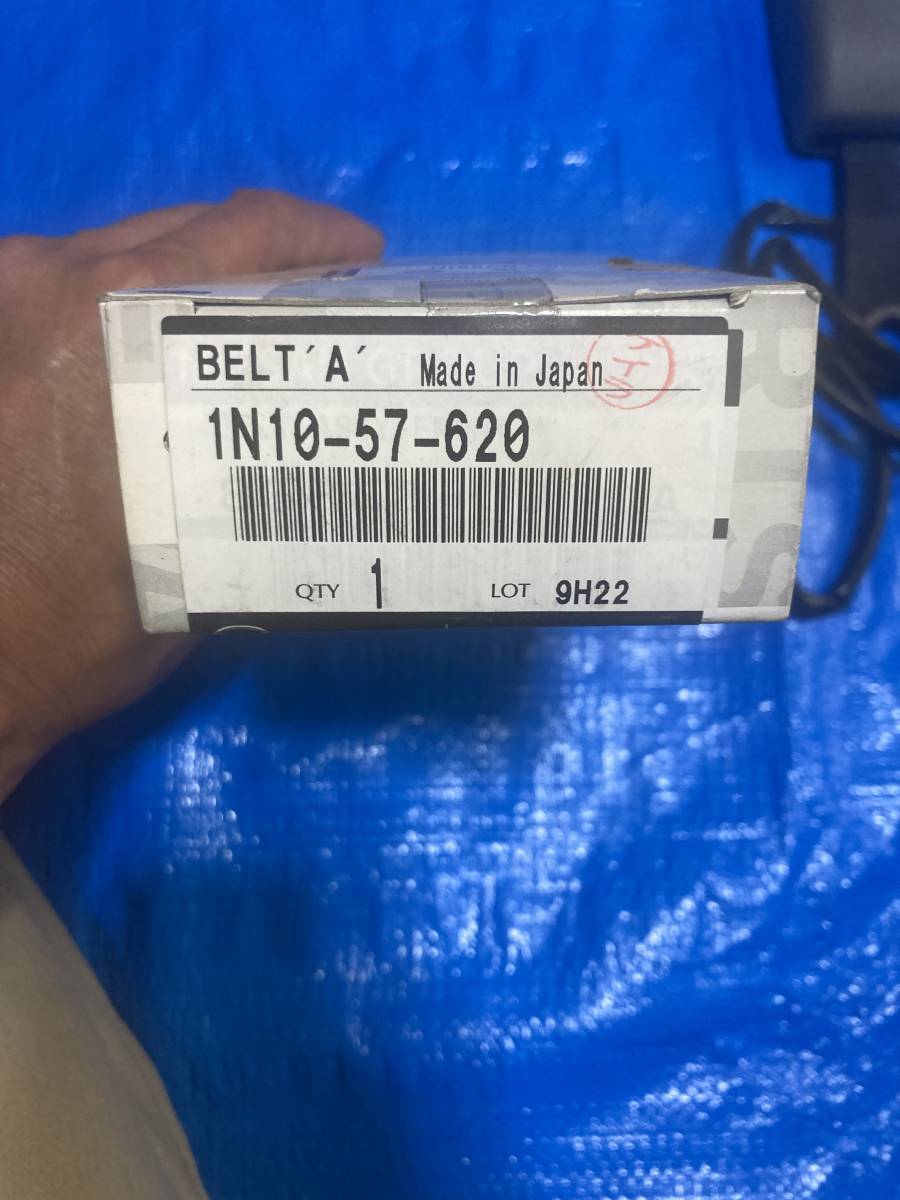 BELT´A´ Made in Japan
1N10-57-620
QTY 1 LOT 9H22